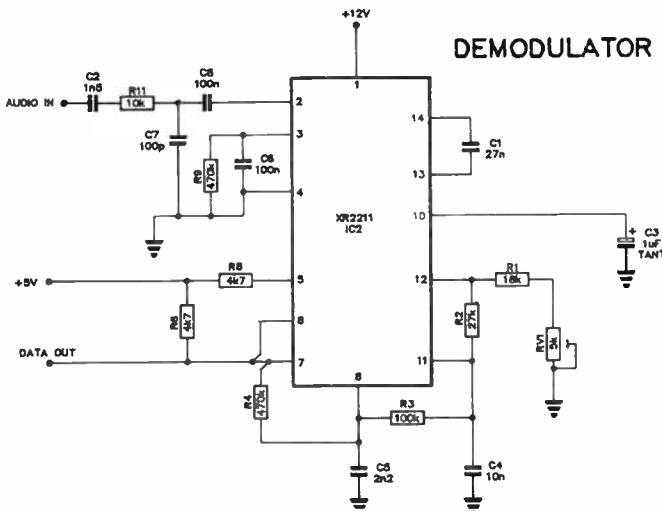 +12V
DEMODULATOR
C2
1n5
R11
10k
C8
100n
AUDIO IN
1
2
14
C7
100p
3
C1
27n
R9
470k
C6
100n
13
4
XR2211
IC2
10
C3
1uF
TANT
+5V
R8
4k7
5
12
R1
18k
R6
4k7
6
R2
27k
RV1
5k
DATA OUT
7
11
8
R4
470k
R3
100k
C5
2n2
C4
10n